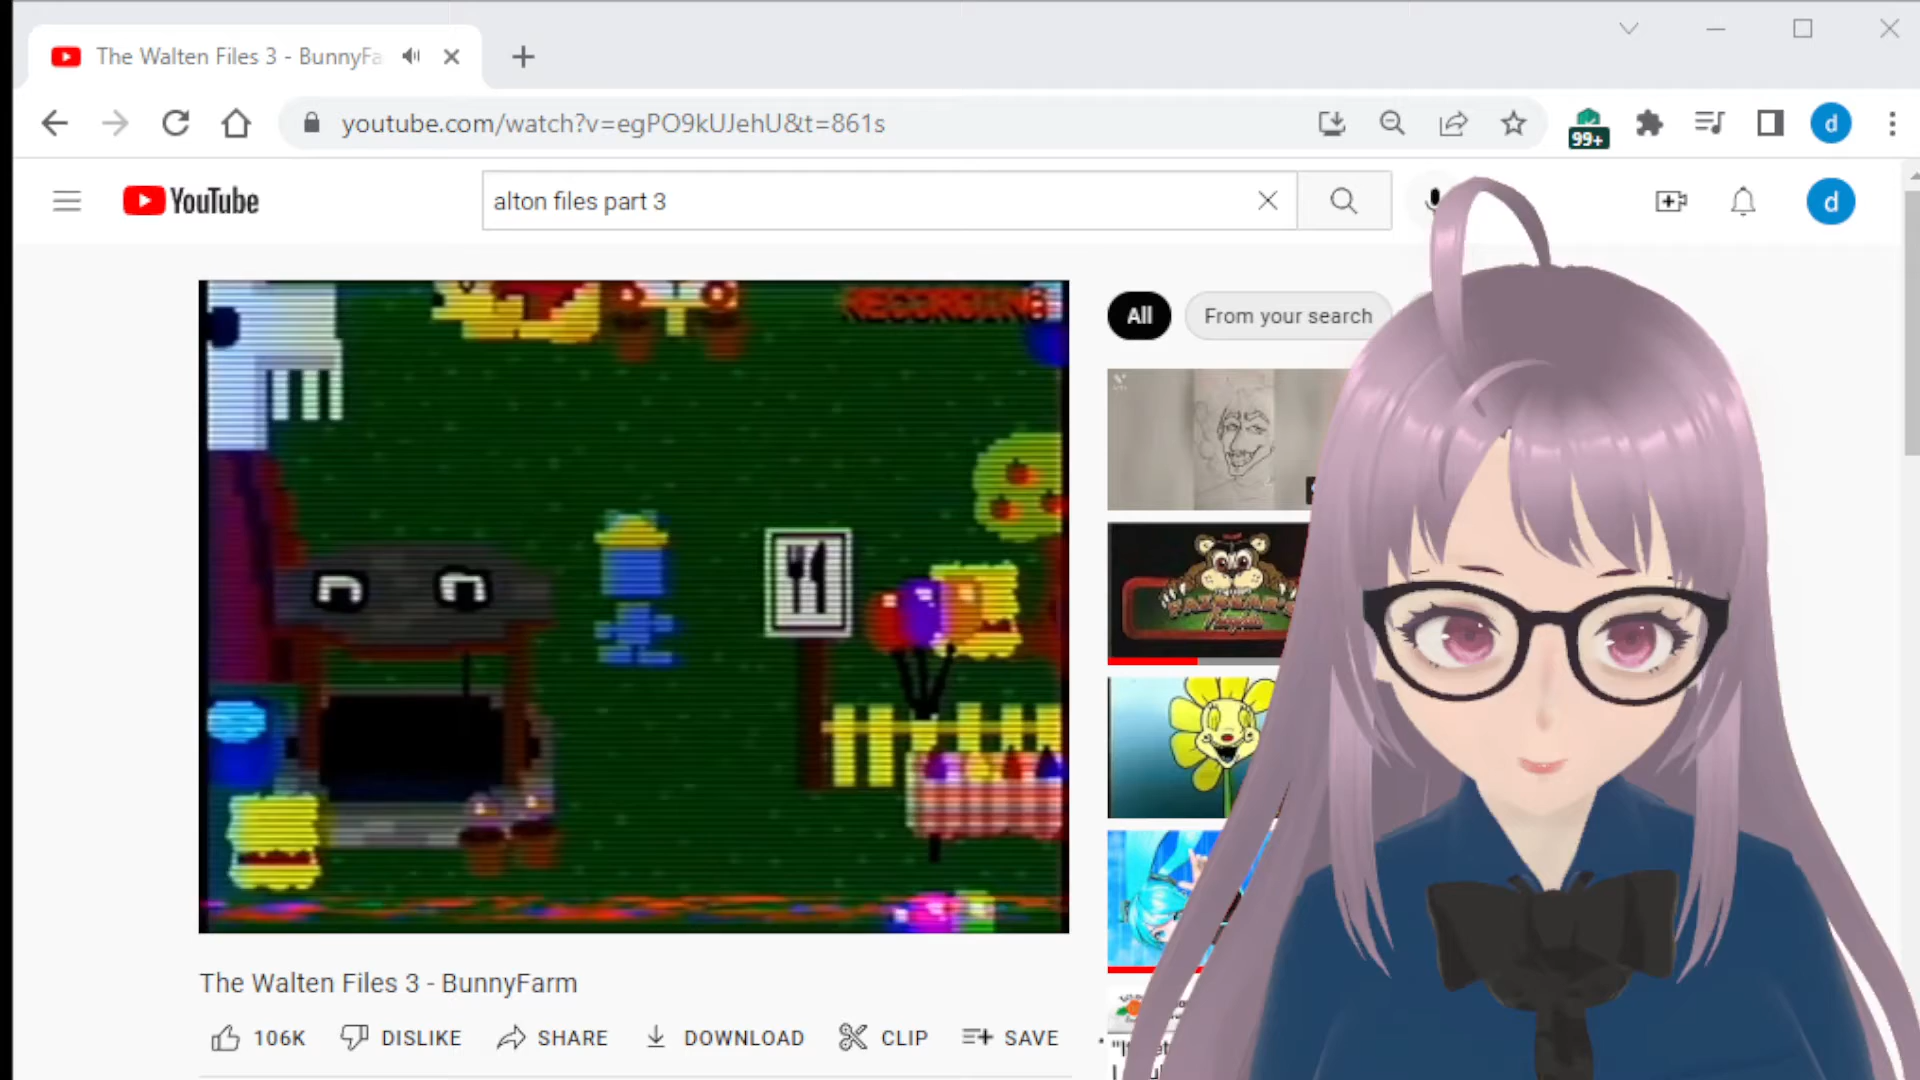 The Walten Files 3 - BunnyFa
youtube.com/watch?v=egPO9kUJehU&t=861s
99+
d
YouTube
alton files part 3
d
RECORDING
All
From your search
The Walten Files 3 - BunnyFarm
106K
DISLIKE
SHARE
DOWNLOAD
CLIP
SAVE